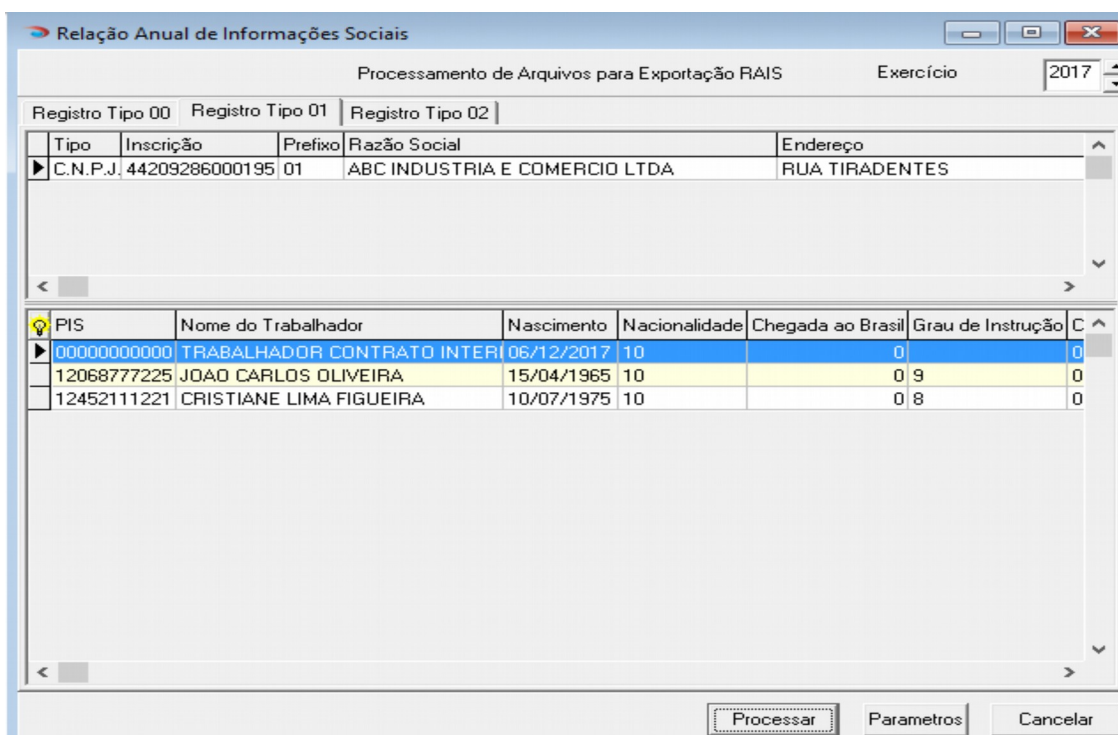 Relação Anual de Informações Sociais
Processamento de Arquivos para Exportação RAIS Exercício 2017
Registro Tipo 00 Registro Tipo 01 Registro Tipo 02
Tipo Inscrição Prefixo Razão Social Endereço
C.N.P.J. 44209286000195 01 ABC INDUSTRIA E COMERCIO LTDA RUA TIRADENTES
PIS Nome do Trabalhador Nascimento Nacionalidade Chegada ao Brasil Grau de Instrução C
00000000000 TRABALHADOR CONTRATO INTERI 06/12/2017 10 0 0
12068777225 JOAO CARLOS OLIVEIRA 15/04/1965 10 0 9 0
12452111221 CRISTIANE LIMA FIGUEIRA 10/07/1975 10 0 8 0
Processar Parametros Cancelar